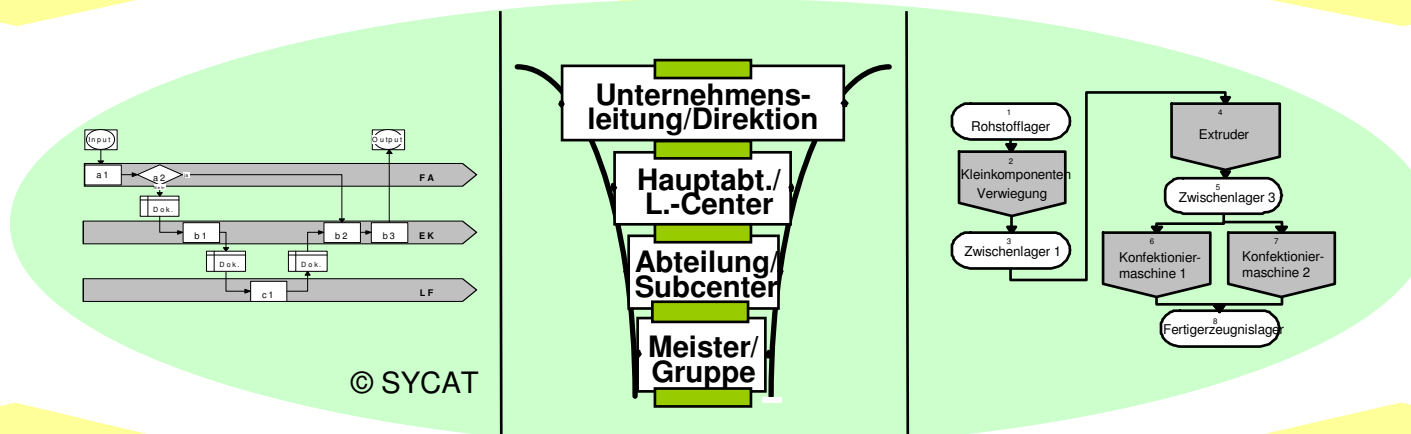 Input
Output
a1
a2
FA
Dok.
b1
b2
b3
EK
Dok.
Dok.
c1
LF
© SYCAT
Unternehmens-
leitung/Direktion
Hauptabt./
L.-Center
Abteilung/
Subcenter
Meister/
Gruppe
1
Rohstofflager
2
Kleinkomponenten
Verwiegung
3
Zwischenlager 1
4
Extruder
5
Zwischenlager 3
6
Konfektionier-
maschine 1
7
Konfektionier-
maschine 2
8
Fertigerzeugnislager